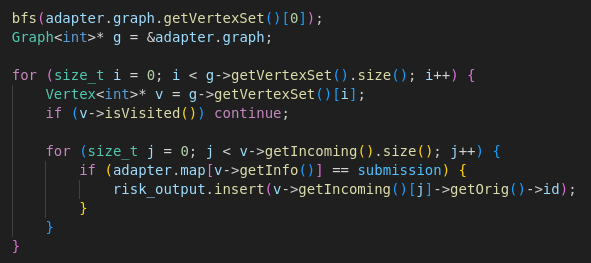 bfs(adapter.graph.getVertexSet()[0]);
Graph<int>* g = &adapter.graph;
for (size_t i = 0; i < g->getVertexSet().size(); i++) {
Vertex<int>* v = g->getVertexSet()[i];
if (v->isVisited()) continue;
for (size_t j = 0; j < v->getIncoming().size(); j++) {
if (adapter.map[v->getInfo()] == submission) {
risk_output.insert(v->getIncoming()[j]->getOrig()->id);
}
}
}